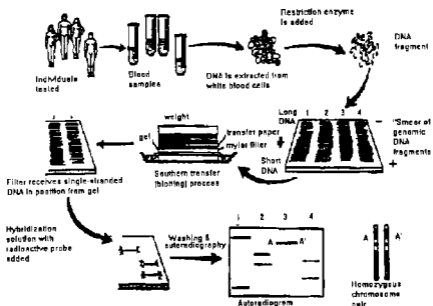 Individuals
tested
Blood
samples
DNA is extracted from
white blood cells
Restriction enzyme
is added
DNA
fragment
Long
DNA
1 2 3 4
−
"Smear of
genomic
DNA
fragments
+
Short
DNA
weight
gel
transfer paper
mylar filter
Southern transfer
(blotting) process
Filter receives single-stranded
DNA in position from gel
Hybridization
solution with
radioactive probe
added
Washing &
autoradiography
1 2 3 4
A A'
Autoradiogram
A A'
Homozygous
chromosome
pair